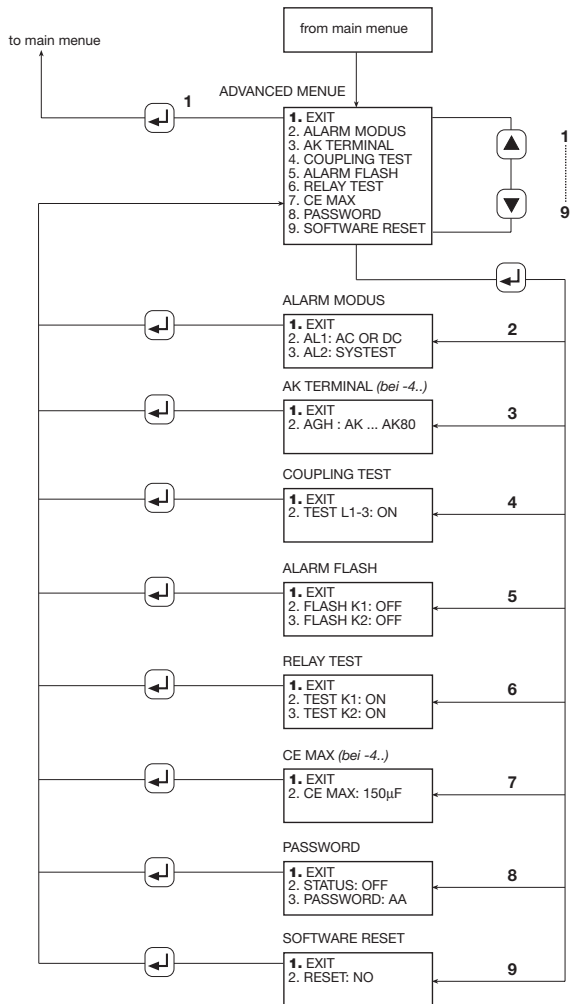 from main menue
to main menue
ADVANCED MENUE
1
1. EXIT
2. ALARM MODUS
3. AK TERMINAL
4. COUPLING TEST
5. ALARM FLASH
6. RELAY TEST
7. CE MAX
8. PASSWORD
9. SOFTWARE RESET
1
9
ALARM MODUS
1. EXIT
2. AL1: AC OR DC
3. AL2: SYSTEST
2
AK TERMINAL (bei -4..)
1. EXIT
2. AGH : AK ... AK80
3
COUPLING TEST
1. EXIT
2. TEST L1-3: ON
4
ALARM FLASH
1. EXIT
2. FLASH K1: OFF
3. FLASH K2: OFF
5
RELAY TEST
1. EXIT
2. TEST K1: ON
3. TEST K2: ON
6
CE MAX (bei -4..)
1. EXIT
2. CE MAX: 150µF
7
PASSWORD
1. EXIT
2. STATUS: OFF
3. PASSWORD: AA
8
SOFTWARE RESET
1. EXIT
2. RESET: NO
9